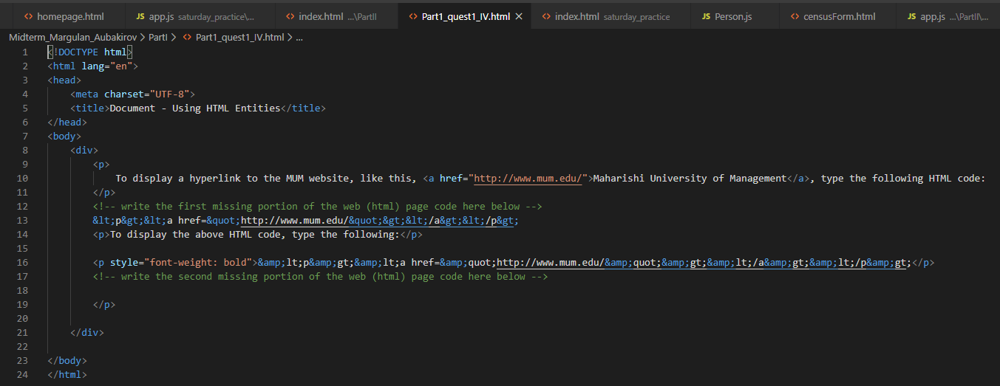 homepage.html app.js saturday_practice\... index.html ...\PartII Part1_quest1_IV.html index.html saturday_practice Person.js censusForm.html app.js ...\PartII\...
Midterm_Margulan_Aubakirov > PartI > Part1_quest1_IV.html > ...
1 <!DOCTYPE html>
2 <html lang="en">
3 <head>
4 <meta charset="UTF-8">
5 <title>Document - Using HTML Entities</title>
6 </head>
7 <body>
8 <div>
9 <p>
10 To display a hyperlink to the MUM website, like this, <a href="http://www.mum.edu/">Maharishi University of Management</a>, type the following HTML code:
11 </p>
12 <!-- write the first missing portion of the web (html) page code here below -->
13 &lt;p&gt;&lt;a href=&quot;http://www.mum.edu/&quot;&gt;&lt;/a&gt;&lt;/p&gt;
14 <p>To display the above HTML code, type the following:</p>
15
16 <p style="font-weight: bold">&amp;lt;p&amp;gt;&amp;lt;a href=&amp;quot;http://www.mum.edu/&amp;quot;&amp;gt;&amp;lt;/a&amp;gt;&amp;lt;/p&amp;gt;</p>
17 <!-- write the second missing portion of the web (html) page code here below -->
18
19 </p>
20
21 </div>
22
23 </body>
24 </html>